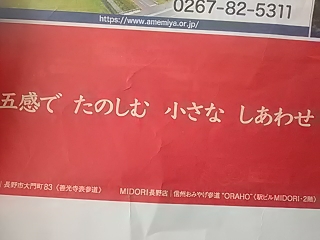 0267-82-5311
https://www.amemiya.or.jp/
五感で たのしむ 小さな しあわせ
長野市大門町83（善光寺表参道） MIDORI長野店｜信州おみやげ参道“ORAHO”〈駅ビルMIDORI・2階〉